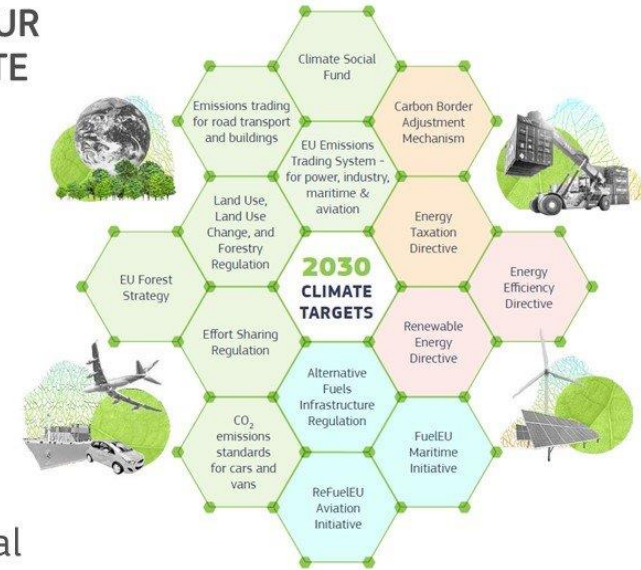 UR
TE
Climate Social
Fund
Emissions trading
for road transport
and buildings
Carbon Border
Adjustment
Mechanism
EU Emissions
Trading System -
for power, industry,
maritime &
aviation
Land Use,
Land Use
Change, and
Forestry
Regulation
Energy
Taxation
Directive
EU Forest
Strategy
2030
CLIMATE
TARGETS
Energy
Efficiency
Directive
Effort Sharing
Regulation
Renewable
Energy
Directive
Alternative
Fuels
Infrastructure
Regulation
CO₂
emissions
standards
for cars and
vans
FuelEU
Maritime
Initiative
ReFuelEU
Aviation
Initiative
al